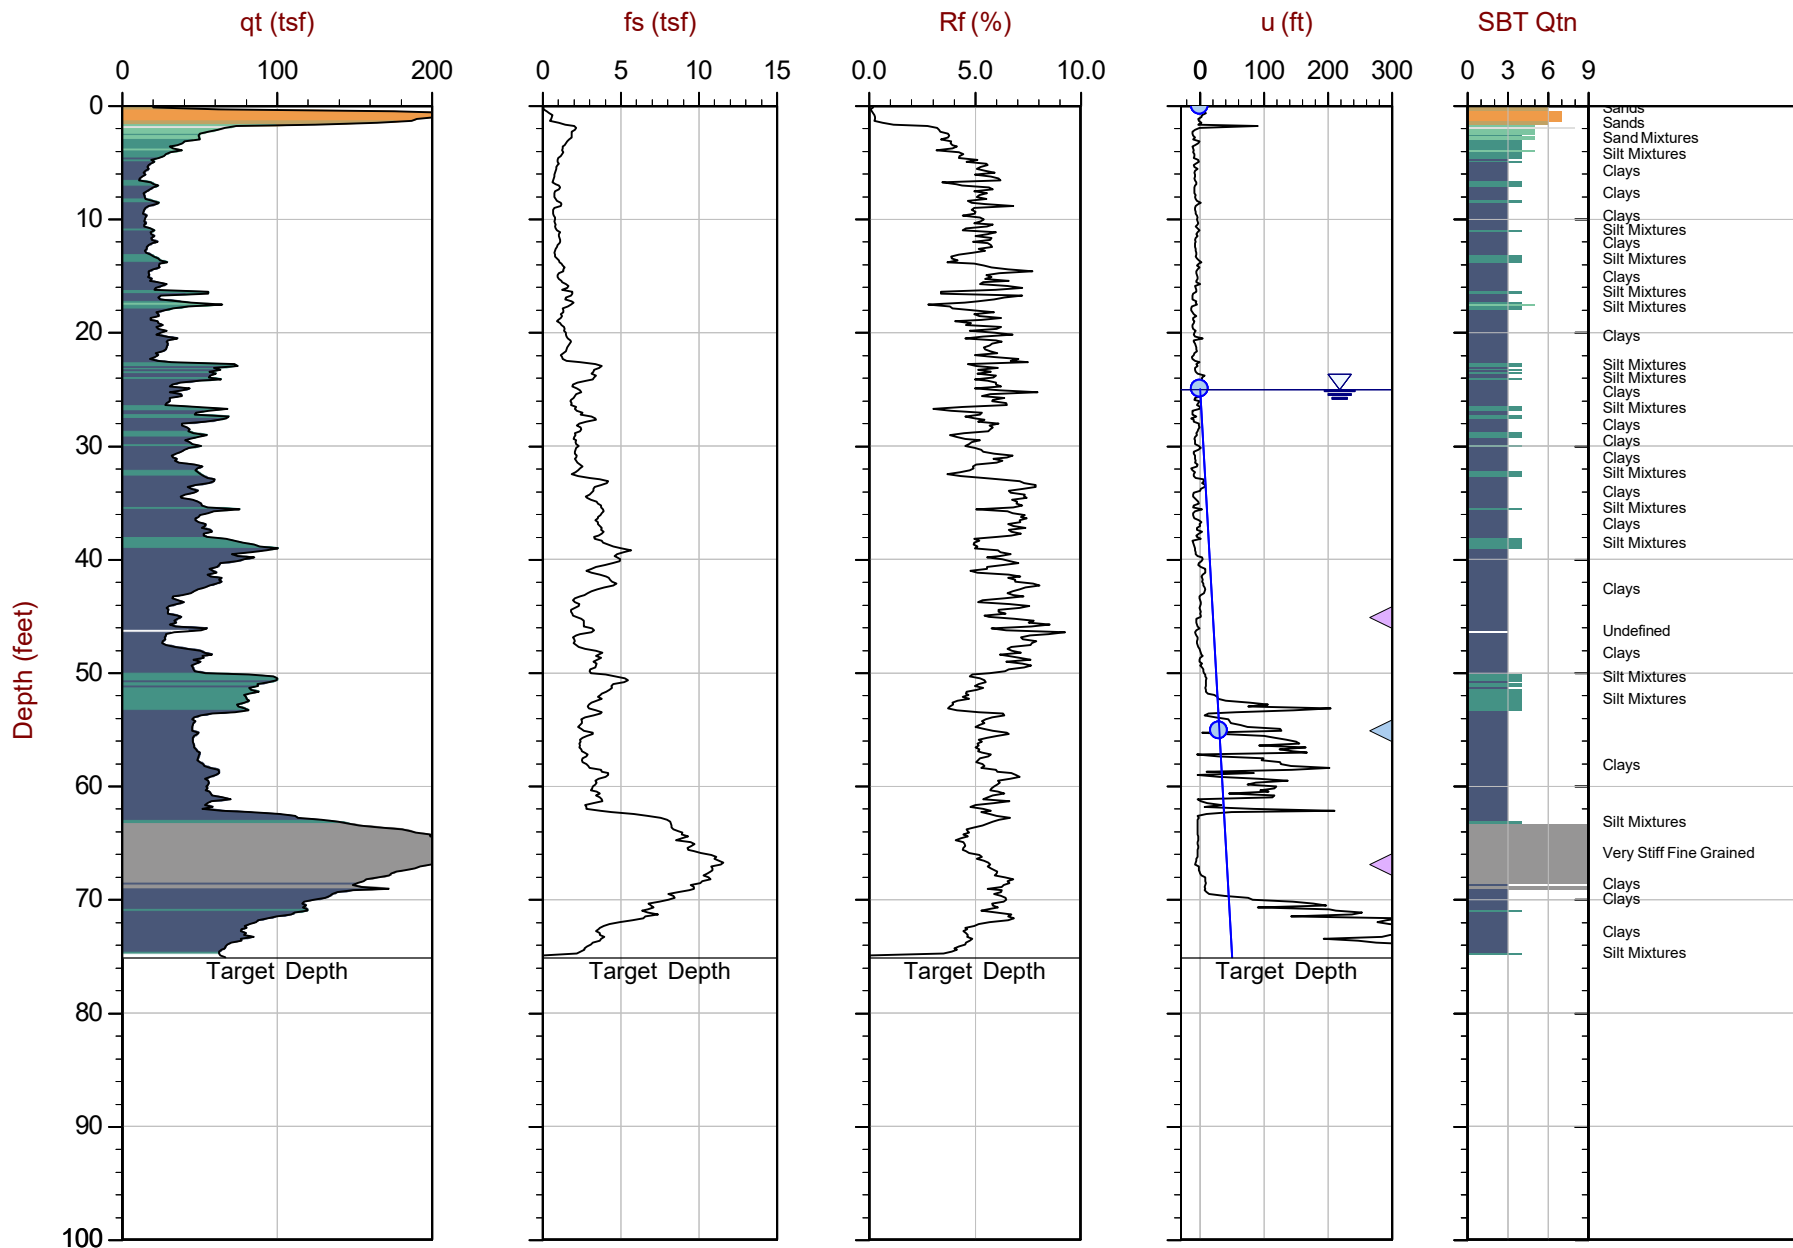 qt (tsf)
fs (tsf)
Rf (%)
u (ft)
SBT Qtn
0 100 200
0 5 10 15
0.0 5.0 10.0
0 100 200 300
0 3 6 9
Depth (feet)
0
10
20
30
40
50
60
70
80
90
100
Sands
Sands
Sand Mixtures
Silt Mixtures
Clays
Clays
Clays
Silt Mixtures
Clays
Silt Mixtures
Clays
Silt Mixtures
Silt Mixtures
Clays
Silt Mixtures
Silt Mixtures
Clays
Silt Mixtures
Clays
Clays
Clays
Silt Mixtures
Clays
Silt Mixtures
Clays
Silt Mixtures
Clays
Undefined
Clays
Silt Mixtures
Silt Mixtures
Clays
Silt Mixtures
Very Stiff Fine Grained
Clays
Clays
Clays
Silt Mixtures
Target Depth
Target Depth
Target Depth
Target Depth